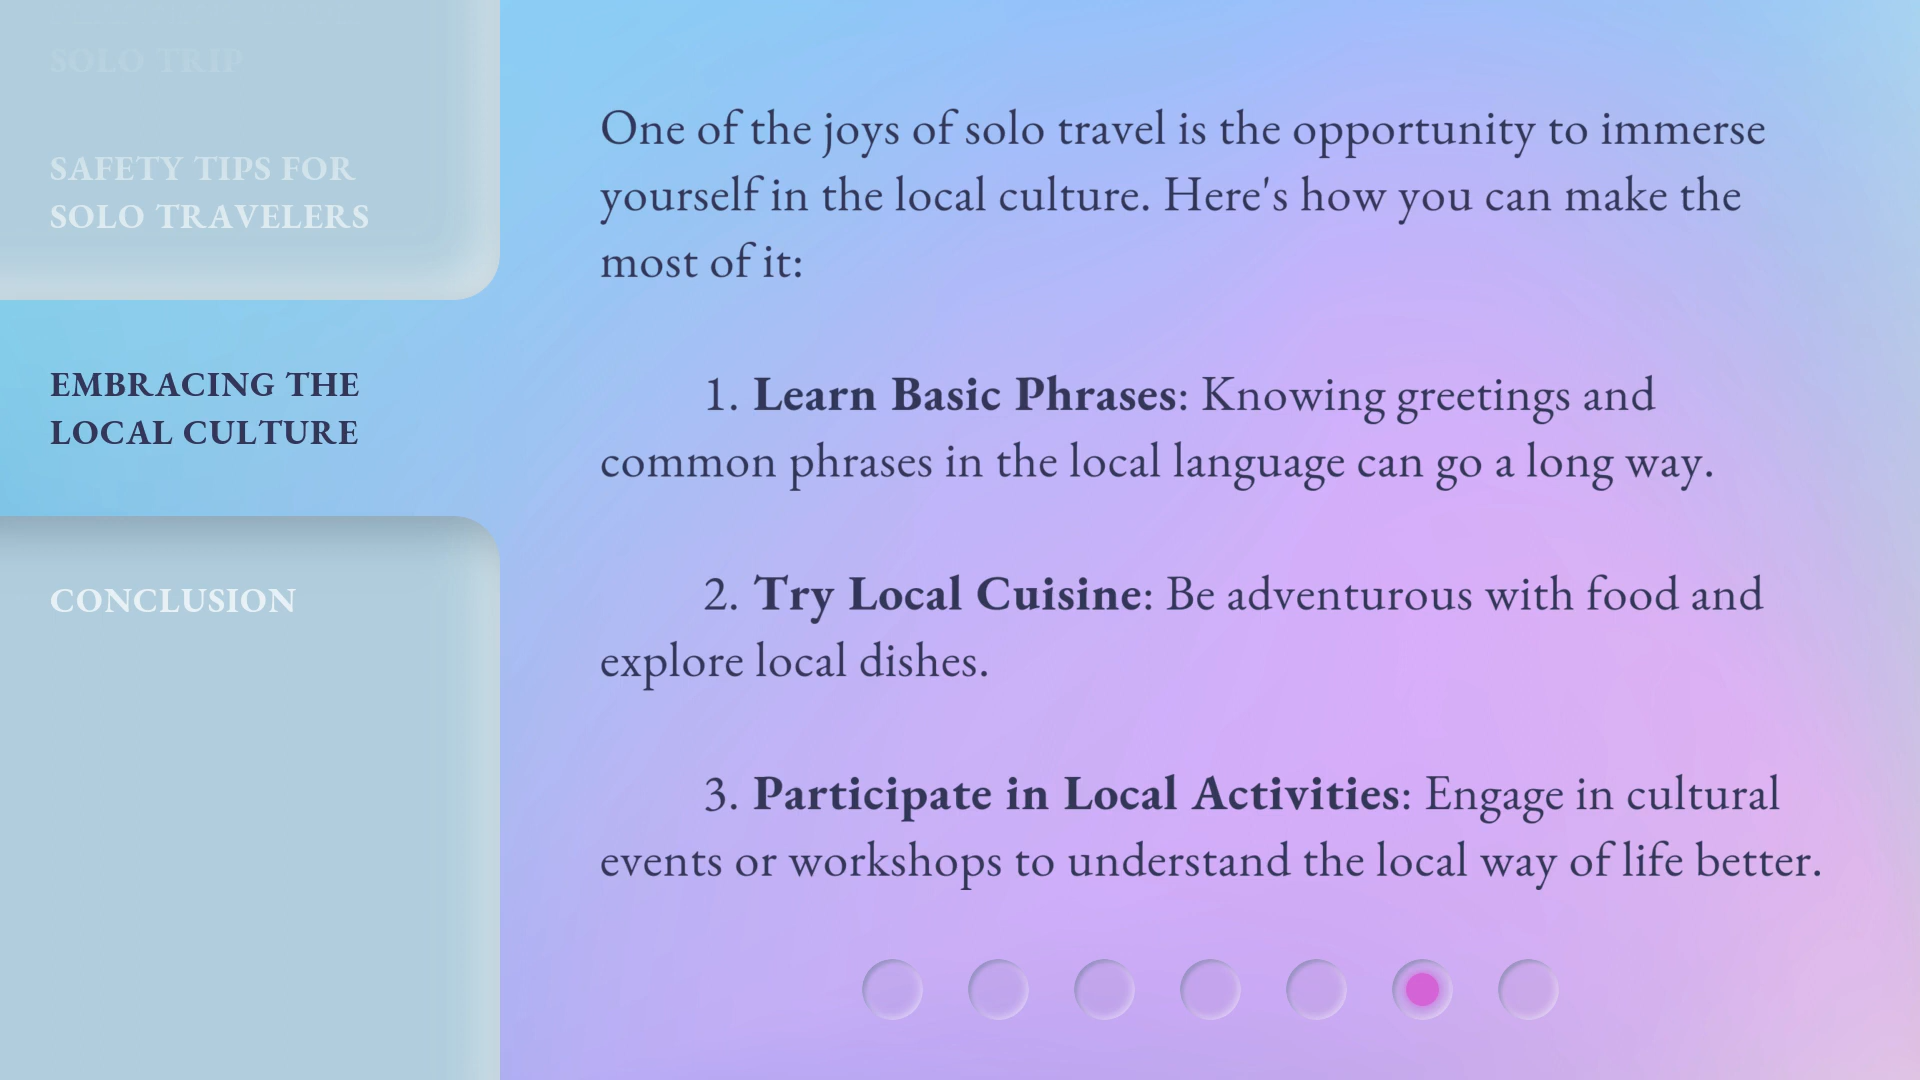 SOLO TRIP
SAFETY TIPS FOR
SOLO TRAVELERS
EMBRACING THE
LOCAL CULTURE
CONCLUSION
One of the joys of solo travel is the opportunity to immerse
yourself in the local culture. Here's how you can make the
most of it:
1. Learn Basic Phrases: Knowing greetings and
common phrases in the local language can go a long way.
2. Try Local Cuisine: Be adventurous with food and
explore local dishes.
3. Participate in Local Activities: Engage in cultural
events or workshops to understand the local way of life better.